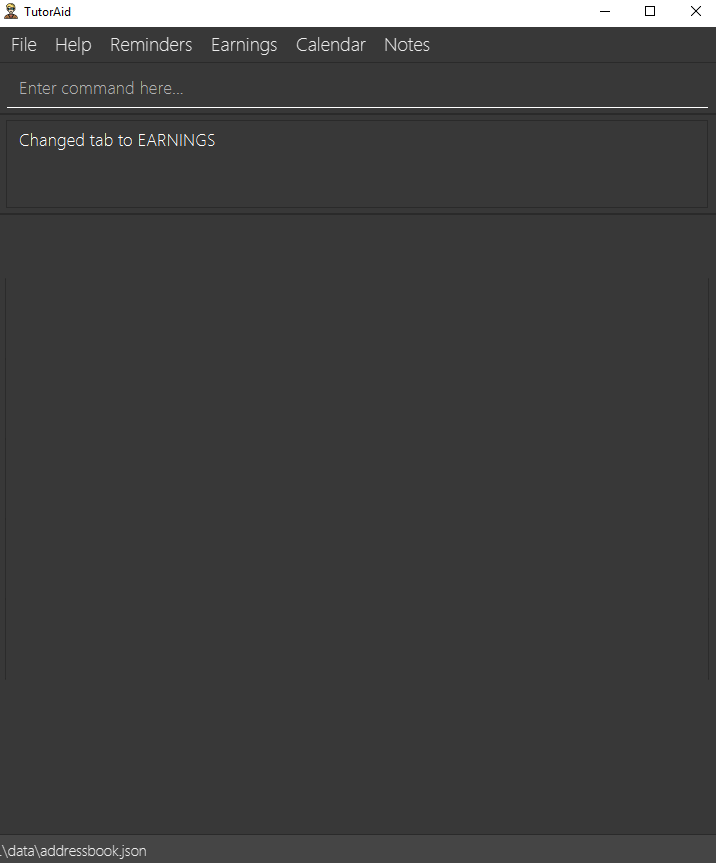 TutorAid
File Help Reminders Earnings Calendar Notes
Enter command here...
Changed tab to EARNINGS
.\data\addressbook.json